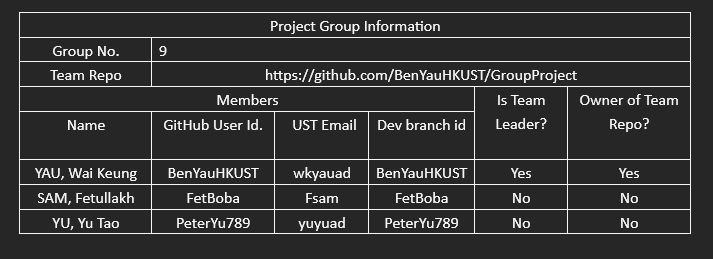 Project Group Information
Group No. 9
Team Repo https://github.com/BenYauHKUST/GroupProject
Members Is Team Leader? Owner of Team Repo?
Name GitHub User Id. UST Email Dev branch id
YAU, Wai Keung BenYauHKUST wkyauad BenYauHKUST Yes Yes
SAM, Fetullakh FetBoba Fsam FetBoba No No
YU, Yu Tao PeterYu789 yuyuad PeterYu789 No No